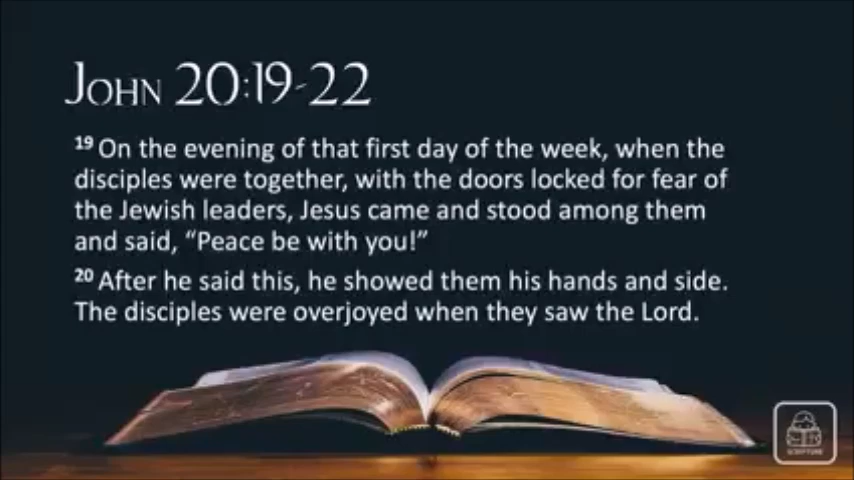 John 20:19-22
19 On the evening of that first day of the week, when the
disciples were together, with the doors locked for fear of
the Jewish leaders, Jesus came and stood among them
and said, “Peace be with you!”
20 After he said this, he showed them his hands and side.
The disciples were overjoyed when they saw the Lord.
SCRIPTURE